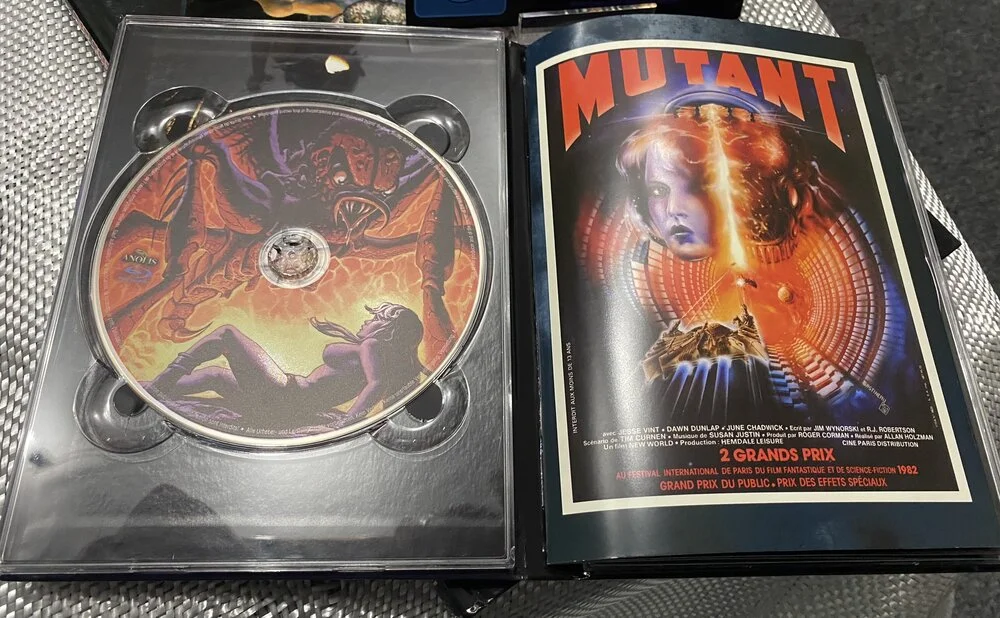 ANOLIS
MUTANT
INTERDIT AUX MOINS DE 13 ANS
avec JESSE VINT • DAWN DUNLAP • JUNE CHADWICK • Ecrit par JIM WYNORSKI et R.J. ROBERTSON
Scénario de TIM CURNEN • Musique de SUSAN JUSTIN • Produit par ROGER CORMAN • Réalisé par ALLAN HOLZMAN
Un film NEW WORLD • Production : HEMDALE LEISURE
CINE PARIS DISTRIBUTION
2 GRANDS PRIX
AU FESTIVAL INTERNATIONAL DE PARIS DU FILM FANTASTIQUE ET DE SCIENCE-FICTION 1982
GRAND PRIX DU PUBLIC • PRIX DES EFFETS SPÉCIAUX